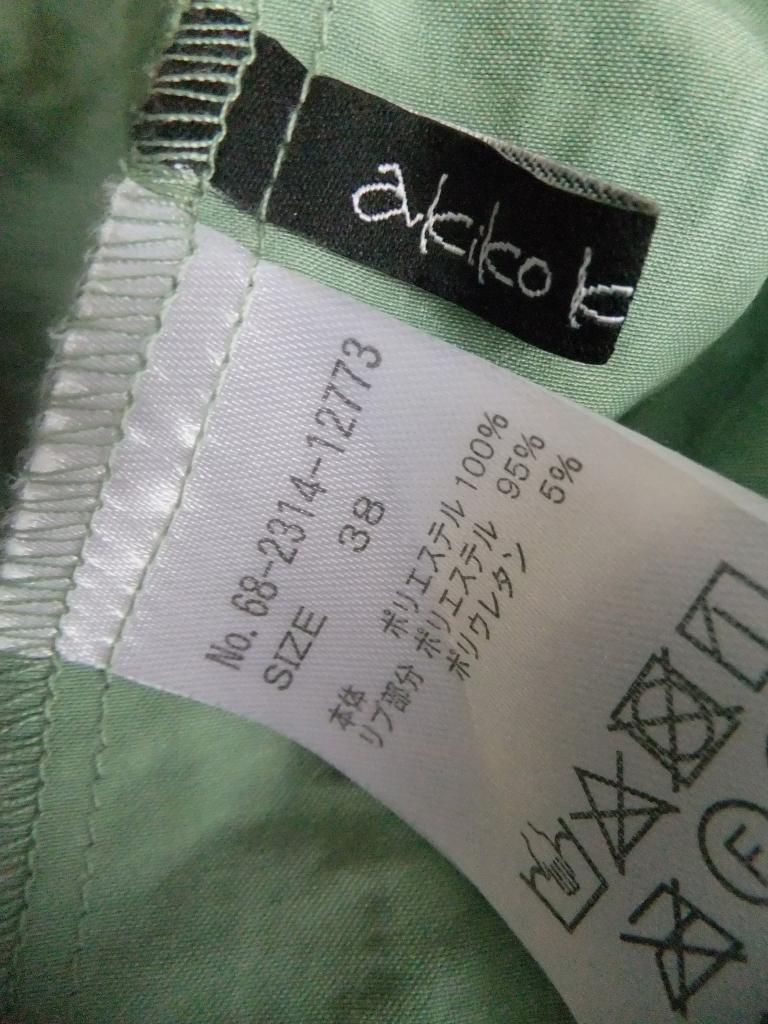 akiko k
No. 68-2314-12773
SIZE 38
本体 ポリエステル 100%
リブ部分 ポリエステル 95%
ポリウレタン 5%
F